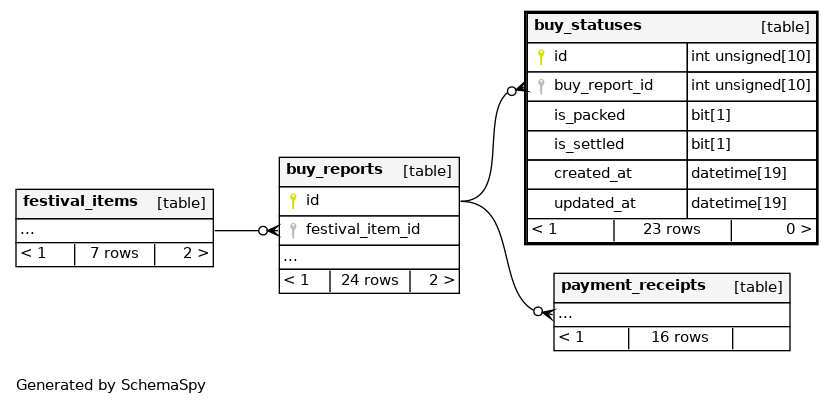 buy_statuses [table]
id int unsigned[10]
buy_report_id int unsigned[10]
is_packed bit[1]
is_settled bit[1]
created_at datetime[19]
updated_at datetime[19]
< 1 23 rows 0 >
buy_reports [table]
id
festival_item_id
...
< 1 24 rows 2 >
festival_items [table]
...
< 1 7 rows 2 >
payment_receipts [table]
...
< 1 16 rows
Generated by SchemaSpy